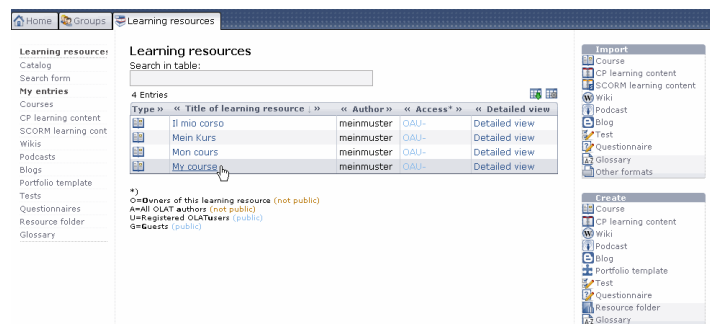 Home Groups Learning resources
Learning resources
Catalog
Search form
My entries
Courses
CP learning content
SCORM learning cont
Wikis
Podcasts
Blogs
Portfolio template
Tests
Questionnaires
Resource folder
Glossary
Learning resources
Search in table:
4 Entries
Type » « Title of learning resource ↓ » « Author » « Access* » « Detailed view
Il mio corso meinmuster OAU- Detailed view
Mein Kurs meinmuster OAU- Detailed view
Mon cours meinmuster OAU- Detailed view
My course meinmuster OAU- Detailed view
*)
O=Owners of this learning resource (not public)
A=All OLAT authors (not public)
U=Registered OLATusers (public)
G=Guests (public)
Import
Course
CP learning content
SCORM learning content
Wiki
Podcast
Blog
Test
Questionnaire
Glossary
Other formats
Create
Course
CP learning content
Wiki
Podcast
Blog
Portfolio template
Test
Questionnaire
Resource folder
Glossary